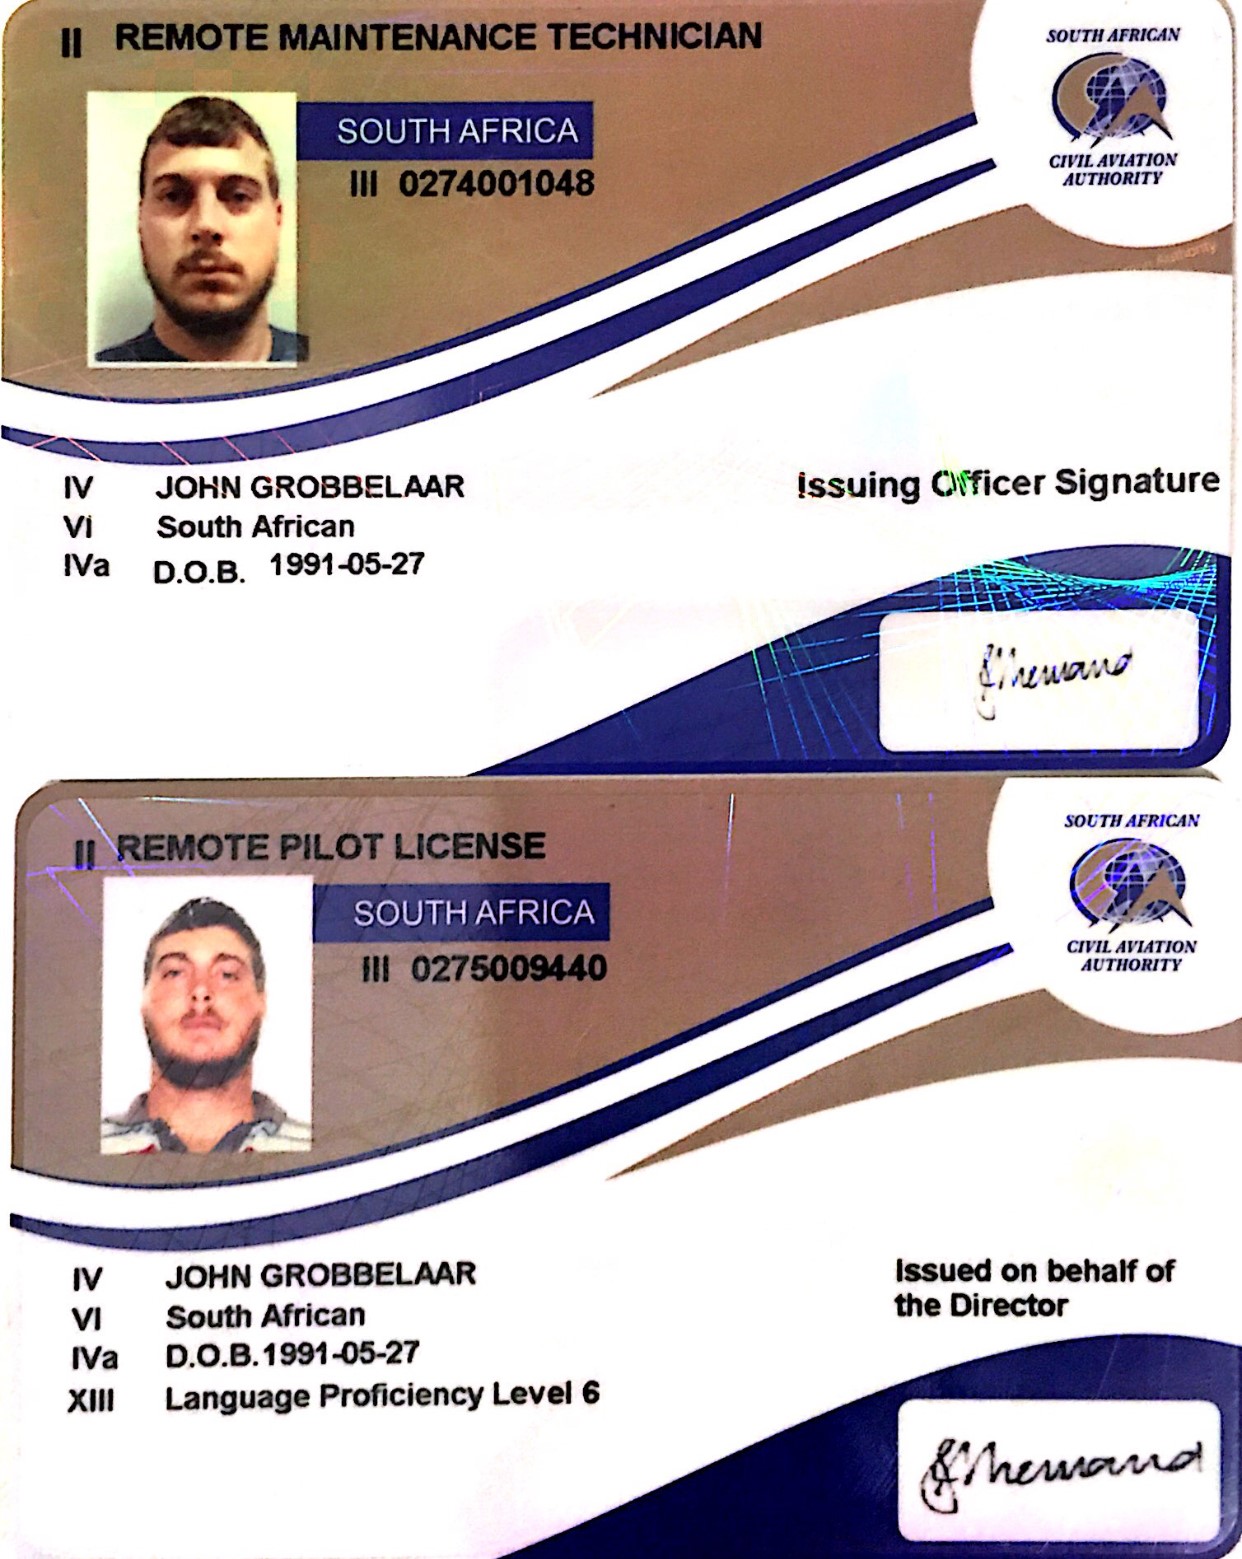 II REMOTE MAINTENANCE TECHNICIAN
SOUTH AFRICAN
CIVIL AVIATION
AUTHORITY
SOUTH AFRICA
III 0274001048
Authority
IV JOHN GROBBELAAR
VI South African
IVa D.O.B. 1991-05-27
Issuing Officer Signature
II REMOTE PILOT LICENSE
SOUTH AFRICAN
CIVIL AVIATION
AUTHORITY
SOUTH AFRICA
III 0275009440
IV JOHN GROBBELAAR
VI South African
IVa D.O.B. 1991-05-27
XIII Language Proficiency Level 6
Issued on behalf of
the Director